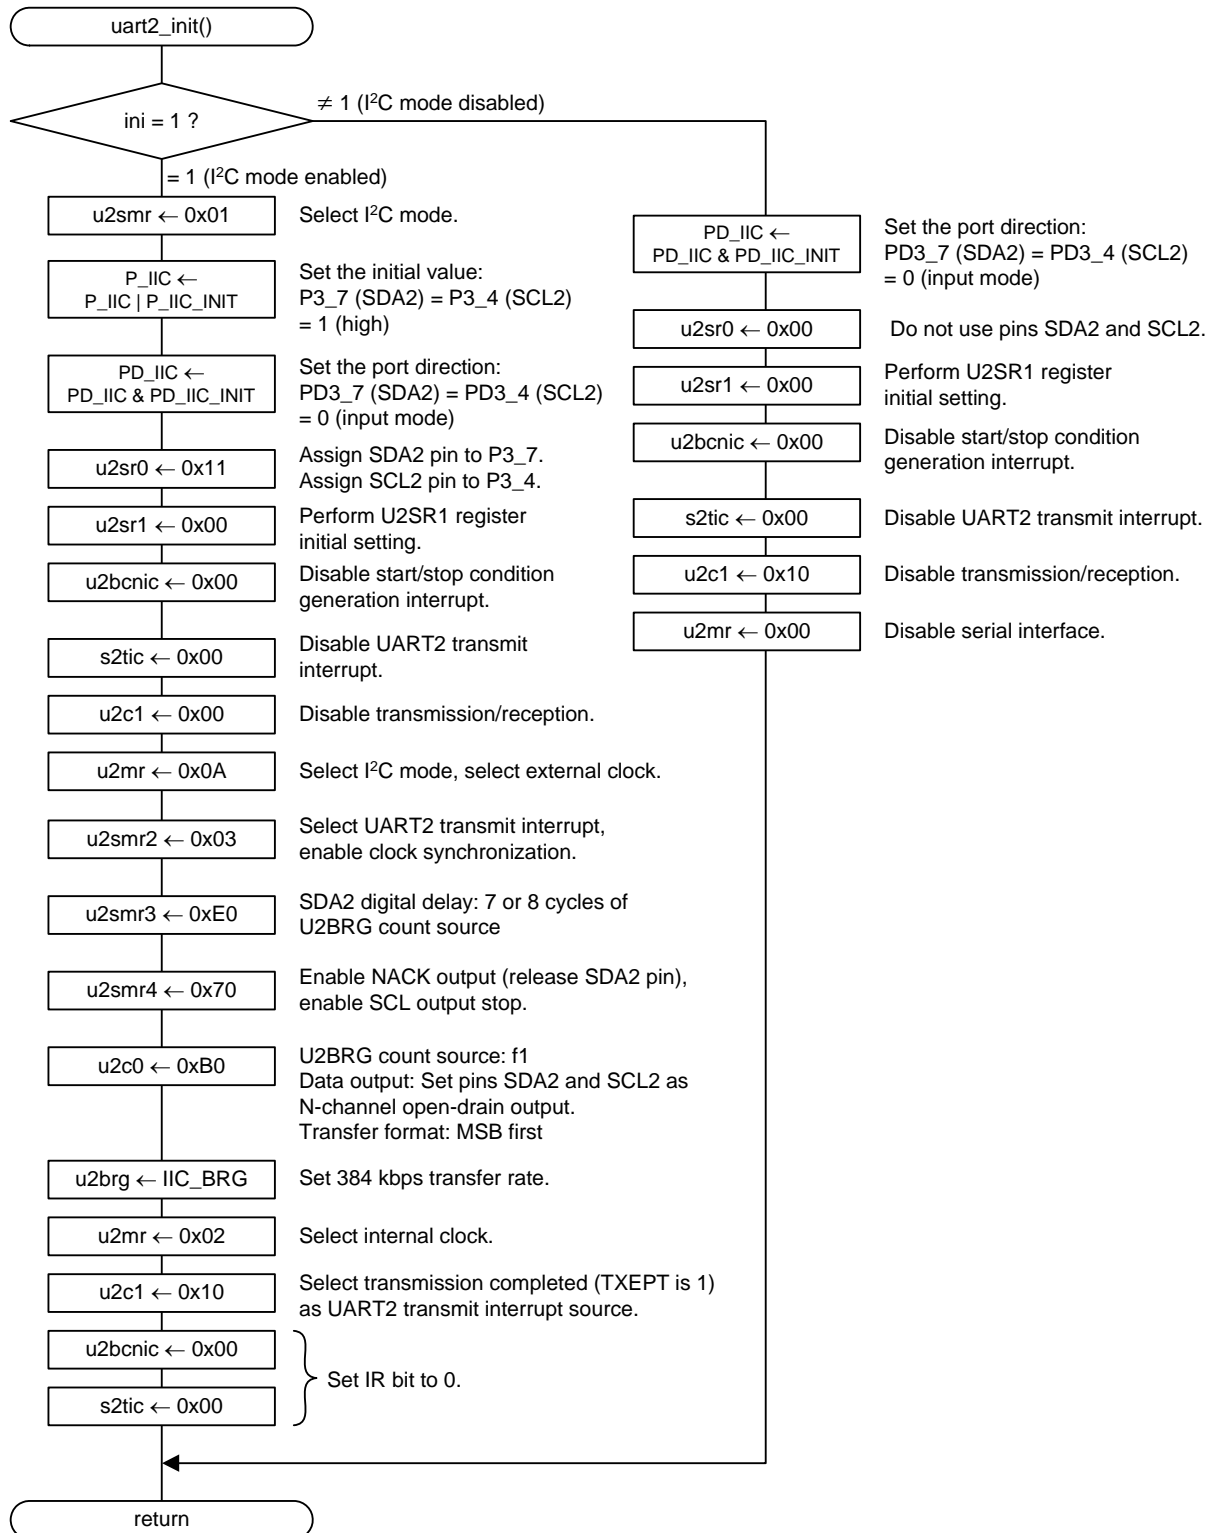 uart2_init()
ini = 1 ?
≠ 1 (I²C mode disabled)
= 1 (I²C mode enabled)
u2smr ← 0x01
Select I²C mode.
P_IIC ←
P_IIC | P_IIC_INIT
Set the initial value:
P3_7 (SDA2) = P3_4 (SCL2)
= 1 (high)
PD_IIC ←
PD_IIC & PD_IIC_INIT
Set the port direction:
PD3_7 (SDA2) = PD3_4 (SCL2)
= 0 (input mode)
u2sr0 ← 0x11
Assign SDA2 pin to P3_7.
Assign SCL2 pin to P3_4.
u2sr1 ← 0x00
Perform U2SR1 register
initial setting.
u2bcnic ← 0x00
Disable start/stop condition
generation interrupt.
s2tic ← 0x00
Disable UART2 transmit
interrupt.
u2c1 ← 0x00
Disable transmission/reception.
u2mr ← 0x0A
Select I²C mode, select external clock.
u2smr2 ← 0x03
Select UART2 transmit interrupt,
enable clock synchronization.
u2smr3 ← 0xE0
SDA2 digital delay: 7 or 8 cycles of
U2BRG count source
u2smr4 ← 0x70
Enable NACK output (release SDA2 pin),
enable SCL output stop.
u2c0 ← 0xB0
U2BRG count source: f1
Data output: Set pins SDA2 and SCL2 as
N-channel open-drain output.
Transfer format: MSB first
u2brg ← IIC_BRG
Set 384 kbps transfer rate.
u2mr ← 0x02
Select internal clock.
u2c1 ← 0x10
Select transmission completed (TXEPT is 1)
as UART2 transmit interrupt source.
u2bcnic ← 0x00
s2tic ← 0x00
Set IR bit to 0.
PD_IIC ←
PD_IIC & PD_IIC_INIT
Set the port direction:
PD3_7 (SDA2) = PD3_4 (SCL2)
= 0 (input mode)
u2sr0 ← 0x00
Do not use pins SDA2 and SCL2.
u2sr1 ← 0x00
Perform U2SR1 register
initial setting.
u2bcnic ← 0x00
Disable start/stop condition
generation interrupt.
s2tic ← 0x00
Disable UART2 transmit interrupt.
u2c1 ← 0x10
Disable transmission/reception.
u2mr ← 0x00
Disable serial interface.
return